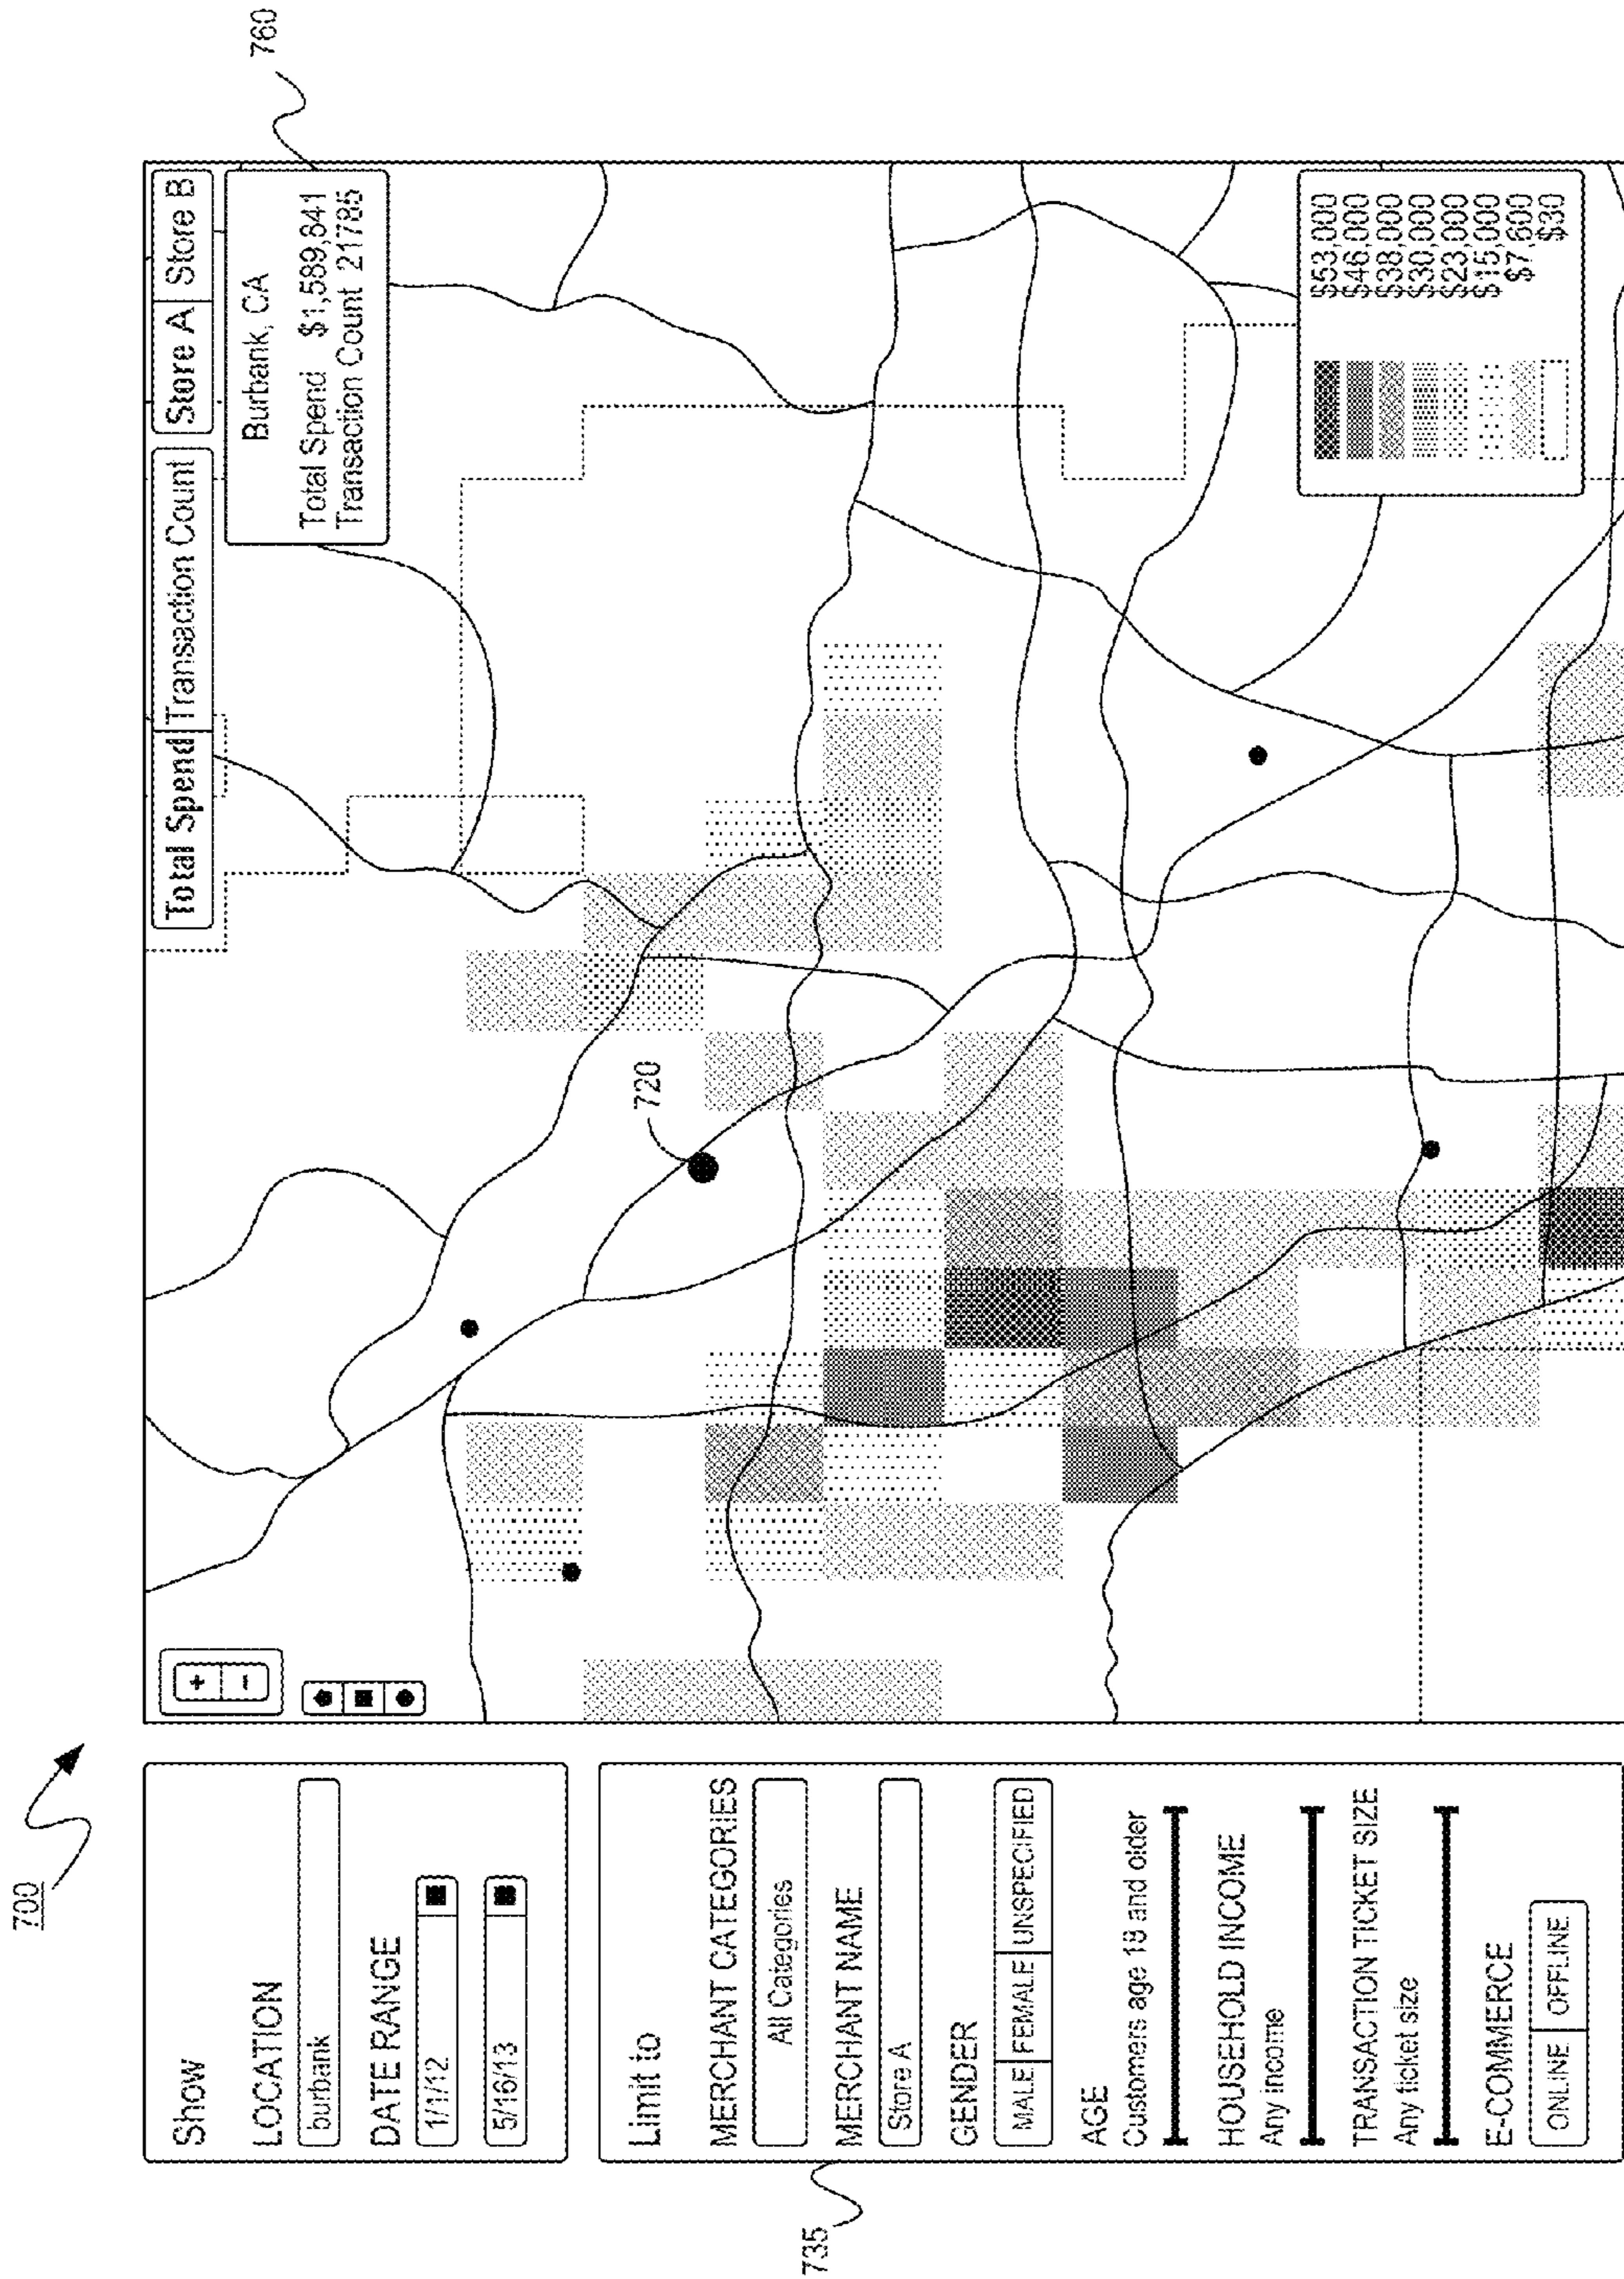 700
Show
LOCATION
burbank
DATE RANGE
1/1/12
5/16/13
Limit to
MERCHANT CATEGORIES
All Categories
MERCHANT NAME
Store A
GENDER
MALE FEMALE UNSPECIFIED
AGE
Customers age 18 and older
HOUSEHOLD INCOME
Any income
TRANSACTION TICKET SIZE
Any ticket size
E-COMMERCE
ONLINE OFFLINE
735
+
−
Total Spend Transaction Count Store A Store B
Burbank, CA
Total Spend $1,589,841
Transaction Count 21785
760
720
$53,000
$46,000
$38,000
$30,000
$23,000
$15,000
$7,600
$30